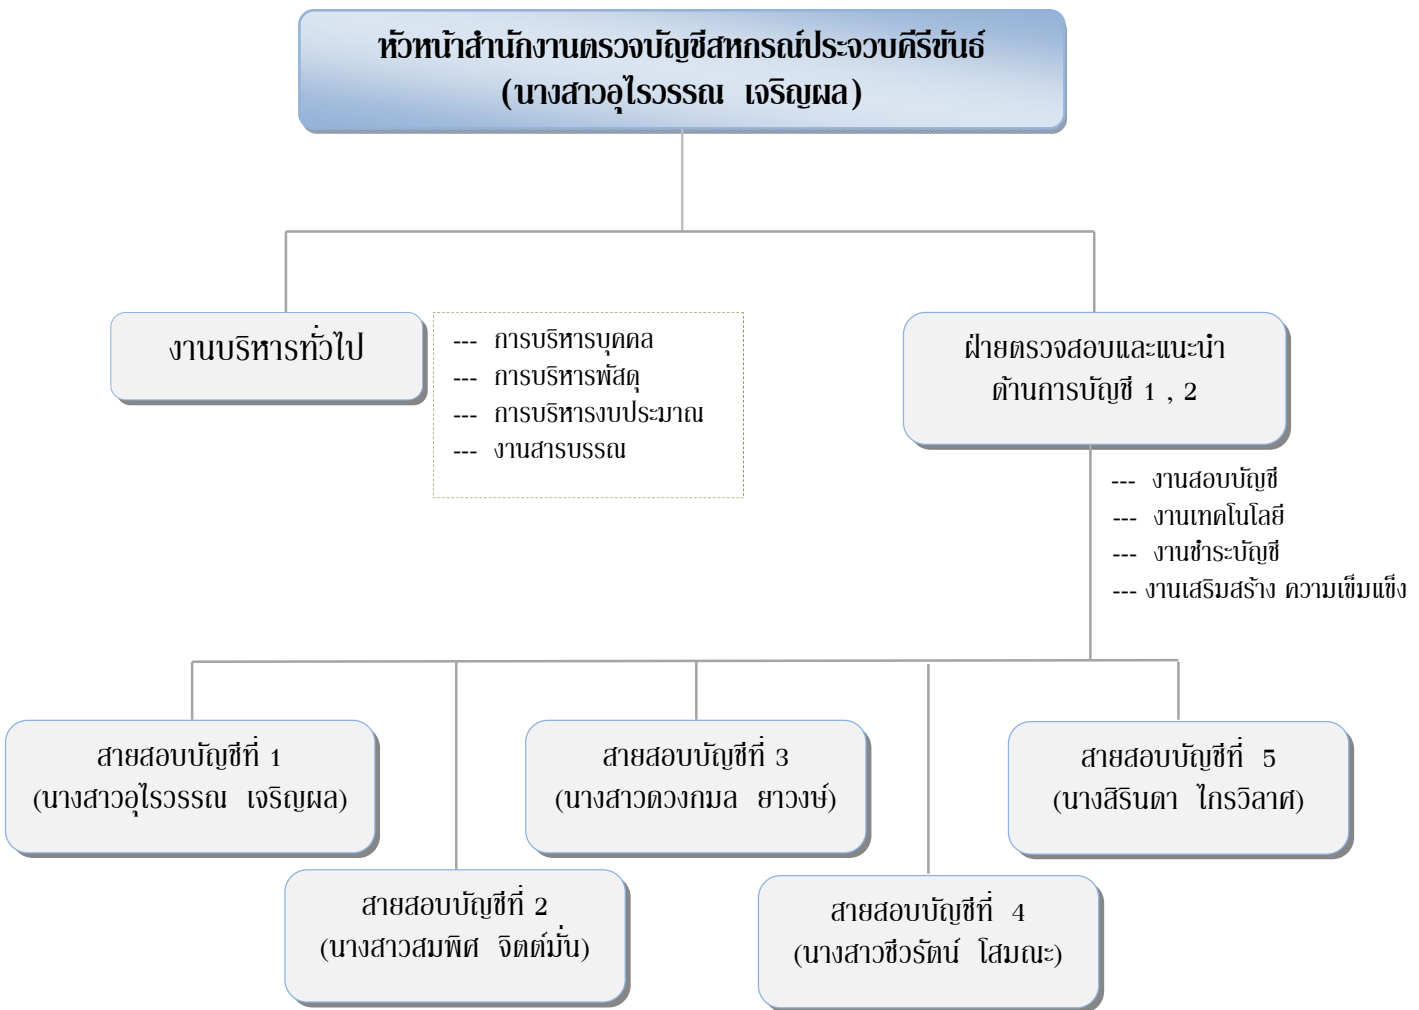 หัวหน้าสำนักงานตรวจบัญชีสหกรณ์ประจวบคีรีขันธ์
(นางสาวอุไรวรรณ เจริญผล)
งานบริหารทั่วไป
--- การบริหารบุคคล
--- การบริหารพัสดุ
--- การบริหารงบประมาณ
--- งานสารบรรณ
ฝ่ายตรวจสอบและแนะนำ
ด้านการบัญชี 1 , 2
--- งานสอบบัญชี
--- งานเทคโนโลยี
--- งานชำระบัญชี
--- งานเสริมสร้าง ความเข็มแข็ง
สายสอบบัญชีที่ 1
(นางสาวอุไรวรรณ เจริญผล)
สายสอบบัญชีที่ 2
(นางสาวสมพิศ จิตต์มั่น)
สายสอบบัญชีที่ 3
(นางสาวดวงกมล ยาวงษ์)
สายสอบบัญชีที่ 4
(นางสาวชีวรัตน์ โสมณะ)
สายสอบบัญชีที่ 5
(นางสิรินดา ไกรวิลาศ)